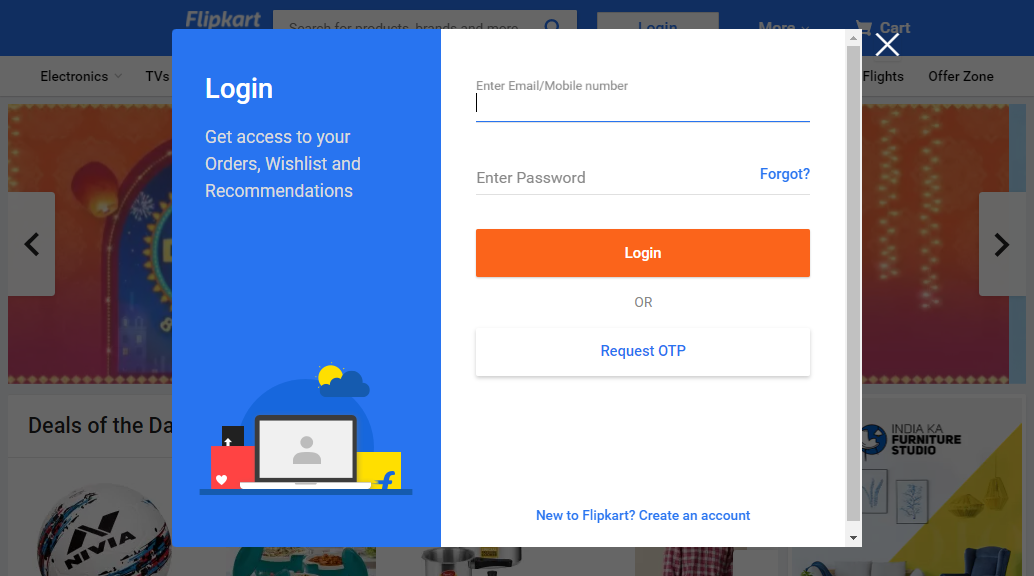 Flipkart
Search for products, brands and more
Login
More
Cart
Electronics
TVs
Flights
Offer Zone
Login
Get access to your
Orders, Wishlist and
Recommendations
Enter Email/Mobile number
Enter Password
Forgot?
Login
OR
Request OTP
New to Flipkart? Create an account
Deals of the Da
INDIA KA
FURNITURE
STUDIO
NIVIA